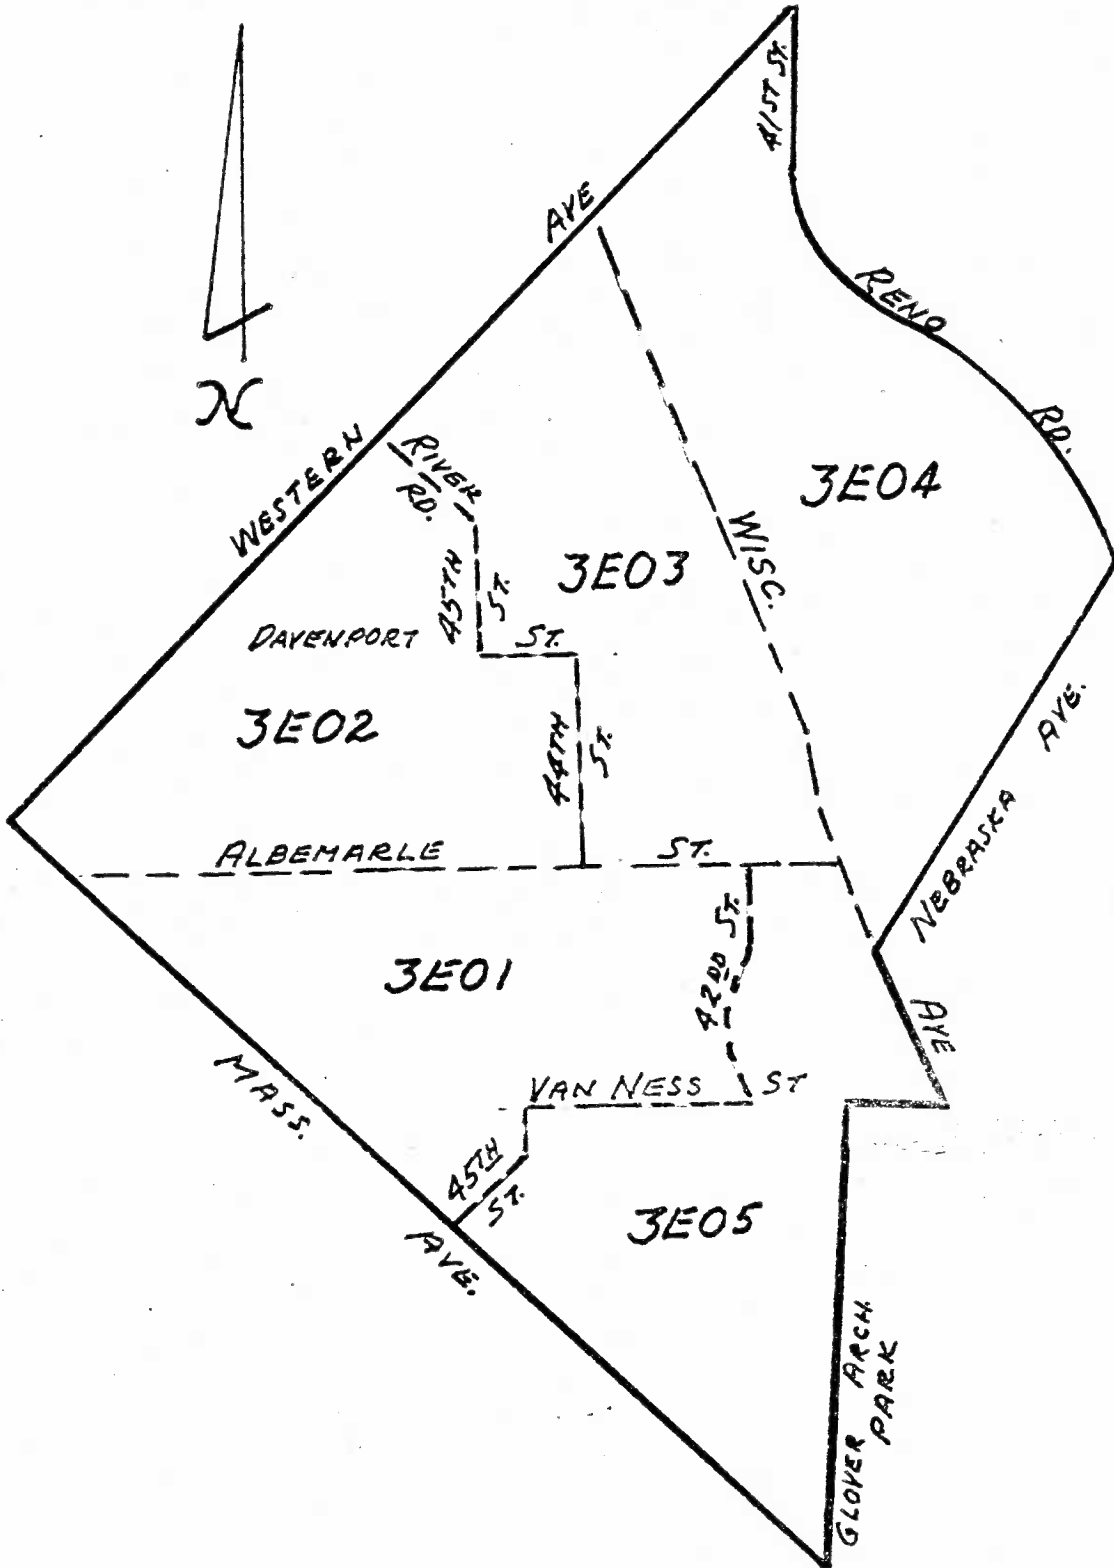 41ST ST.
AVE
RENO
N
RD.
WESTERN
RIVER
RD.
3E04
WISC.
3E03
45TH
ST.
DAVENPORT
ST.
3E02
44TH
ST.
AVE.
NEBRASKA
ALBEMARLE
ST.
42DD ST.
3E01
AVE
MASS.
VAN NESS
ST
45TH
ST.
3E05
AVE.
GLOVER ARCH.
PARK